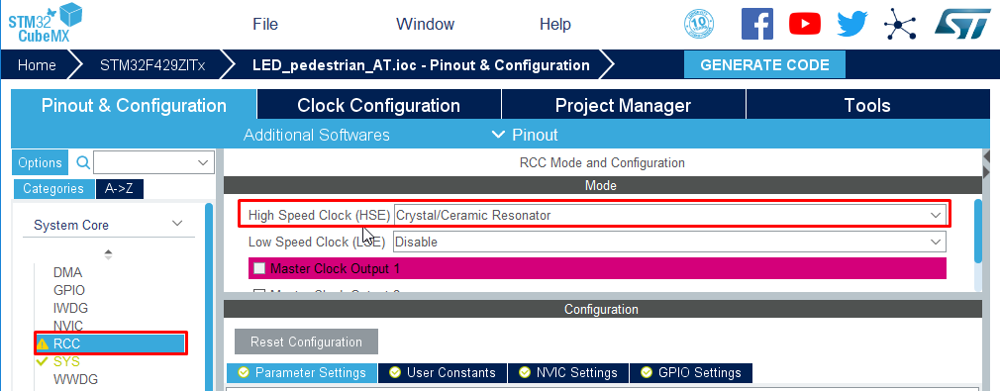 STM32
CubeMX
File
Window
Help
10
Home
STM32F429ZITx
LED_pedestrian_AT.ioc - Pinout & Configuration
GENERATE CODE
Pinout & Configuration
Clock Configuration
Project Manager
Tools
Additional Softwares
Pinout
Options
Categories
A->Z
System Core
DMA
GPIO
IWDG
NVIC
RCC
SYS
WWDG
RCC Mode and Configuration
Mode
High Speed Clock (HSE) Crystal/Ceramic Resonator
Low Speed Clock (LSE) Disable
Master Clock Output 1
Configuration
Reset Configuration
Parameter Settings
User Constants
NVIC Settings
GPIO Settings